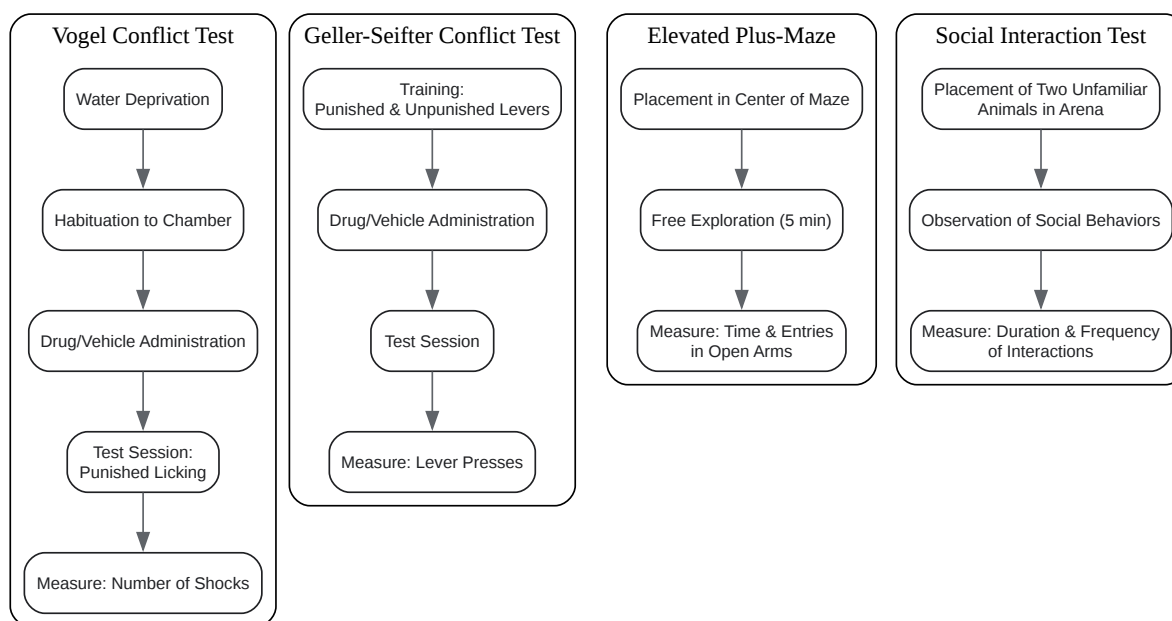 Vogel Conflict Test
Water Deprivation
Habituation to Chamber
Drug/Vehicle Administration
Test Session:
Punished Licking
Measure: Number of Shocks
Geller-Seifter Conflict Test
Training:
Punished & Unpunished Levers
Drug/Vehicle Administration
Test Session
Measure: Lever Presses
Elevated Plus-Maze
Placement in Center of Maze
Free Exploration (5 min)
Measure: Time & Entries
in Open Arms
Social Interaction Test
Placement of Two Unfamiliar
Animals in Arena
Observation of Social Behaviors
Measure: Duration & Frequency
of Interactions